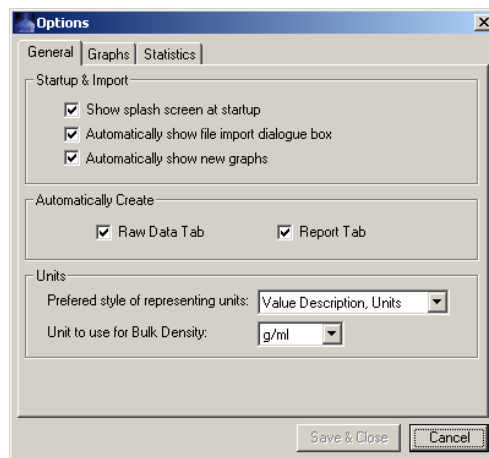 Options
General Graphs Statistics
Startup & Import
Show splash screen at startup
Automatically show file import dialogue box
Automatically show new graphs
Automatically Create
Raw Data Tab Report Tab
Units
Prefered style of representing units: Value Description, Units
Unit to use for Bulk Density: g/ml
Save & Close Cancel